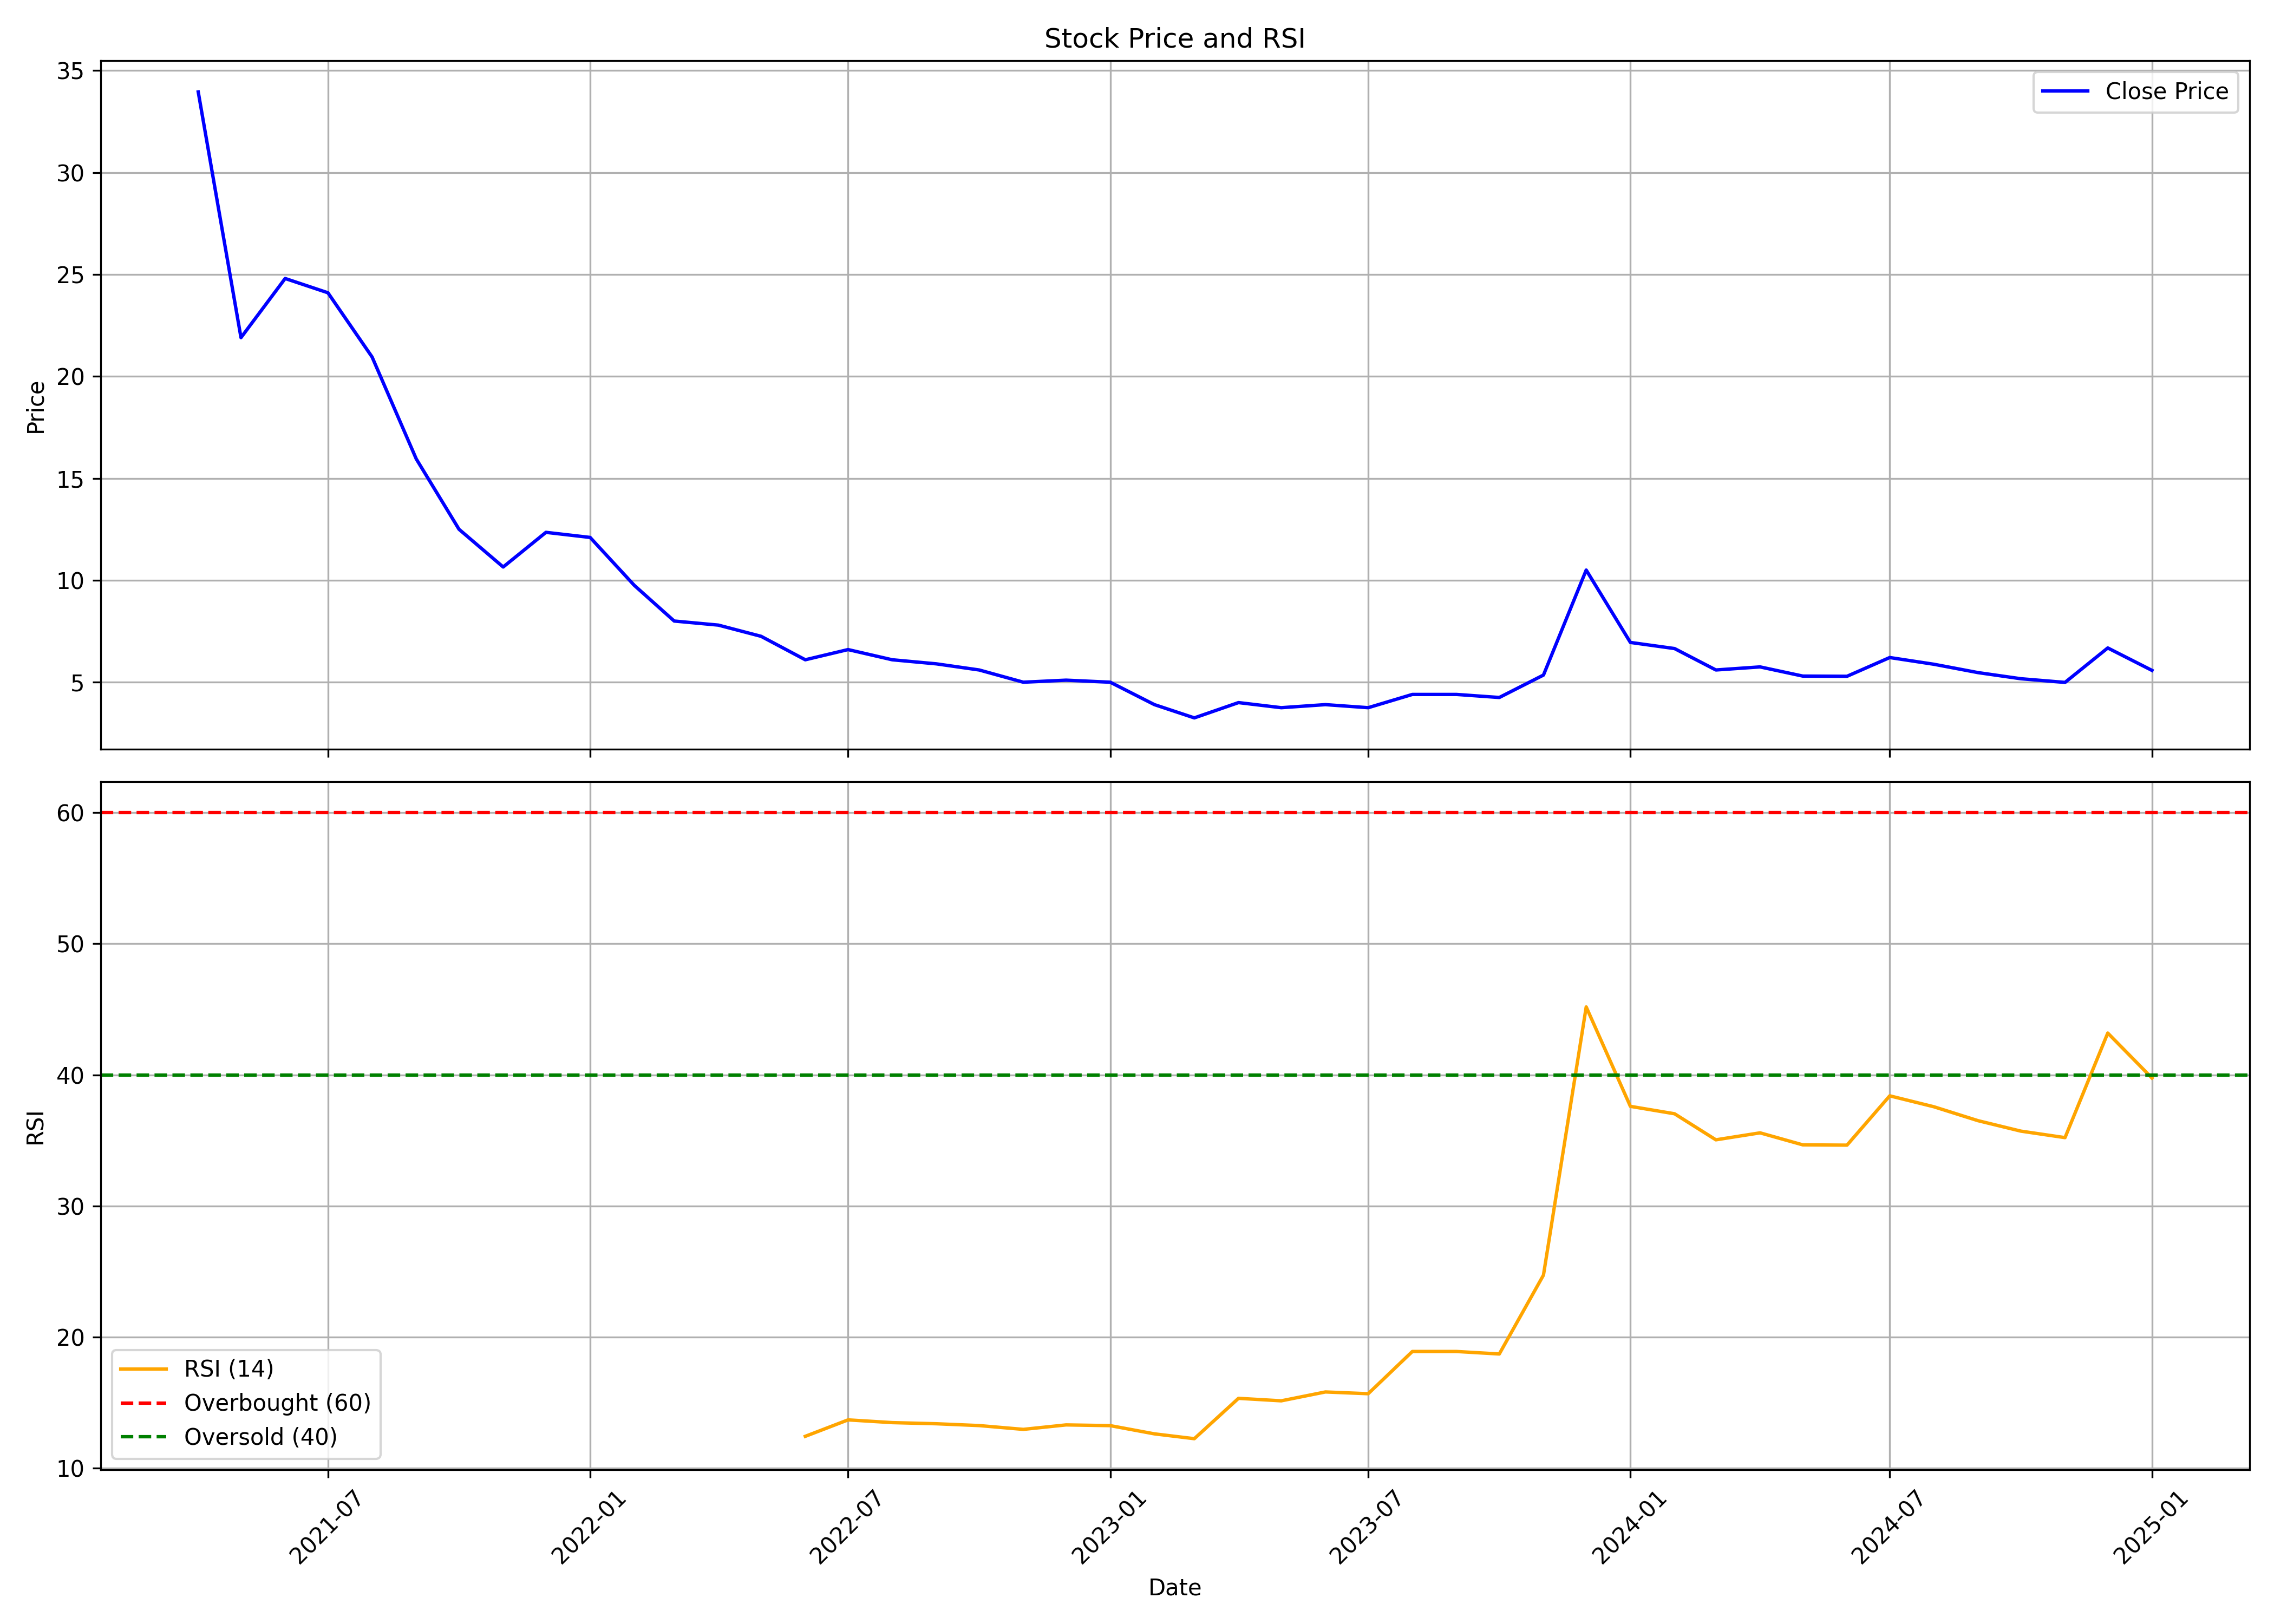 Stock Price and RSI
35
30
25
20
15
10
5
Price
Close Price
60
50
40
30
20
10
RSI
RSI (14)
Overbought (60)
Oversold (40)
2021-07
2022-01
2022-07
2023-01
2023-07
2024-01
2024-07
2025-01
Date